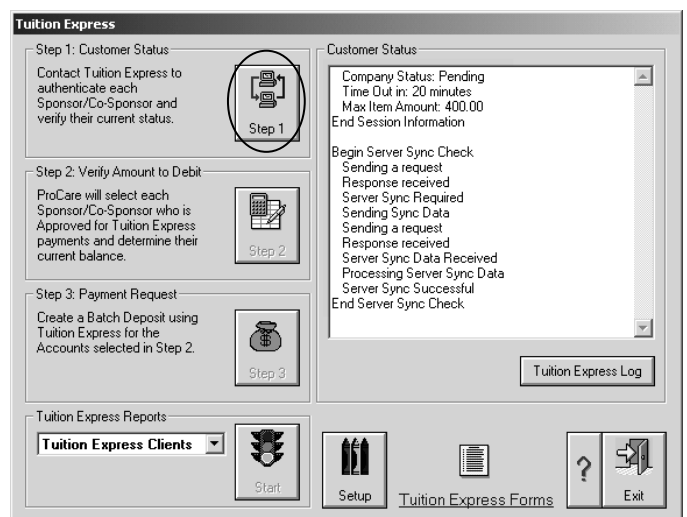 Tuition Express
Step 1: Customer Status
Contact Tuition Express to
authenticate each
Sponsor/Co-Sponsor and
verify their current status.
Step 1
Step 2: Verify Amount to Debit
ProCare will select each
Sponsor/Co-Sponsor who is
Approved for Tuition Express
payments and determine their
current balance.
Step 2
Step 3: Payment Request
Create a Batch Deposit using
Tuition Express for the
Accounts selected in Step 2.
Step 3
Tuition Express Reports
Tuition Express Clients
Start
Customer Status
Company Status: Pending
Time Out in: 20 minutes
Max Item Amount: 400.00
End Session Information
Begin Server Sync Check
Sending a request
Response received
Server Sync Required
Sending Sync Data
Sending a request
Response received
Server Sync Data Received
Processing Server Sync Data
Server Sync Successful
End Server Sync Check
Tuition Express Log
Setup
Tuition Express Forms
?
Exit